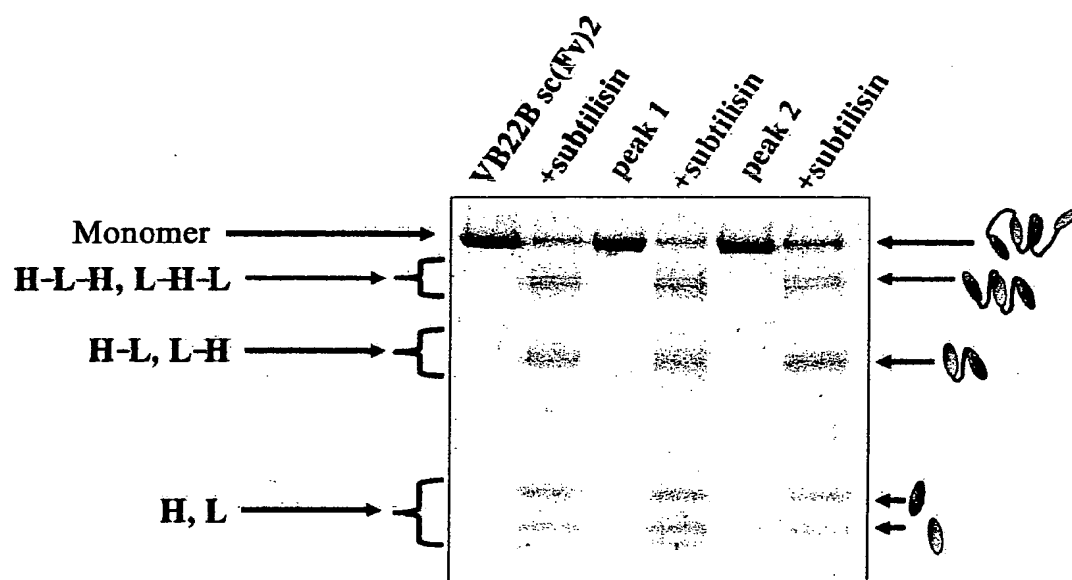 VB22B sc(Fv)2
+subtilisin
peak 1
+subtilisin
peak 2
+subtilisin
Monomer
H-L-H, L-H-L
H-L, L-H
H, L